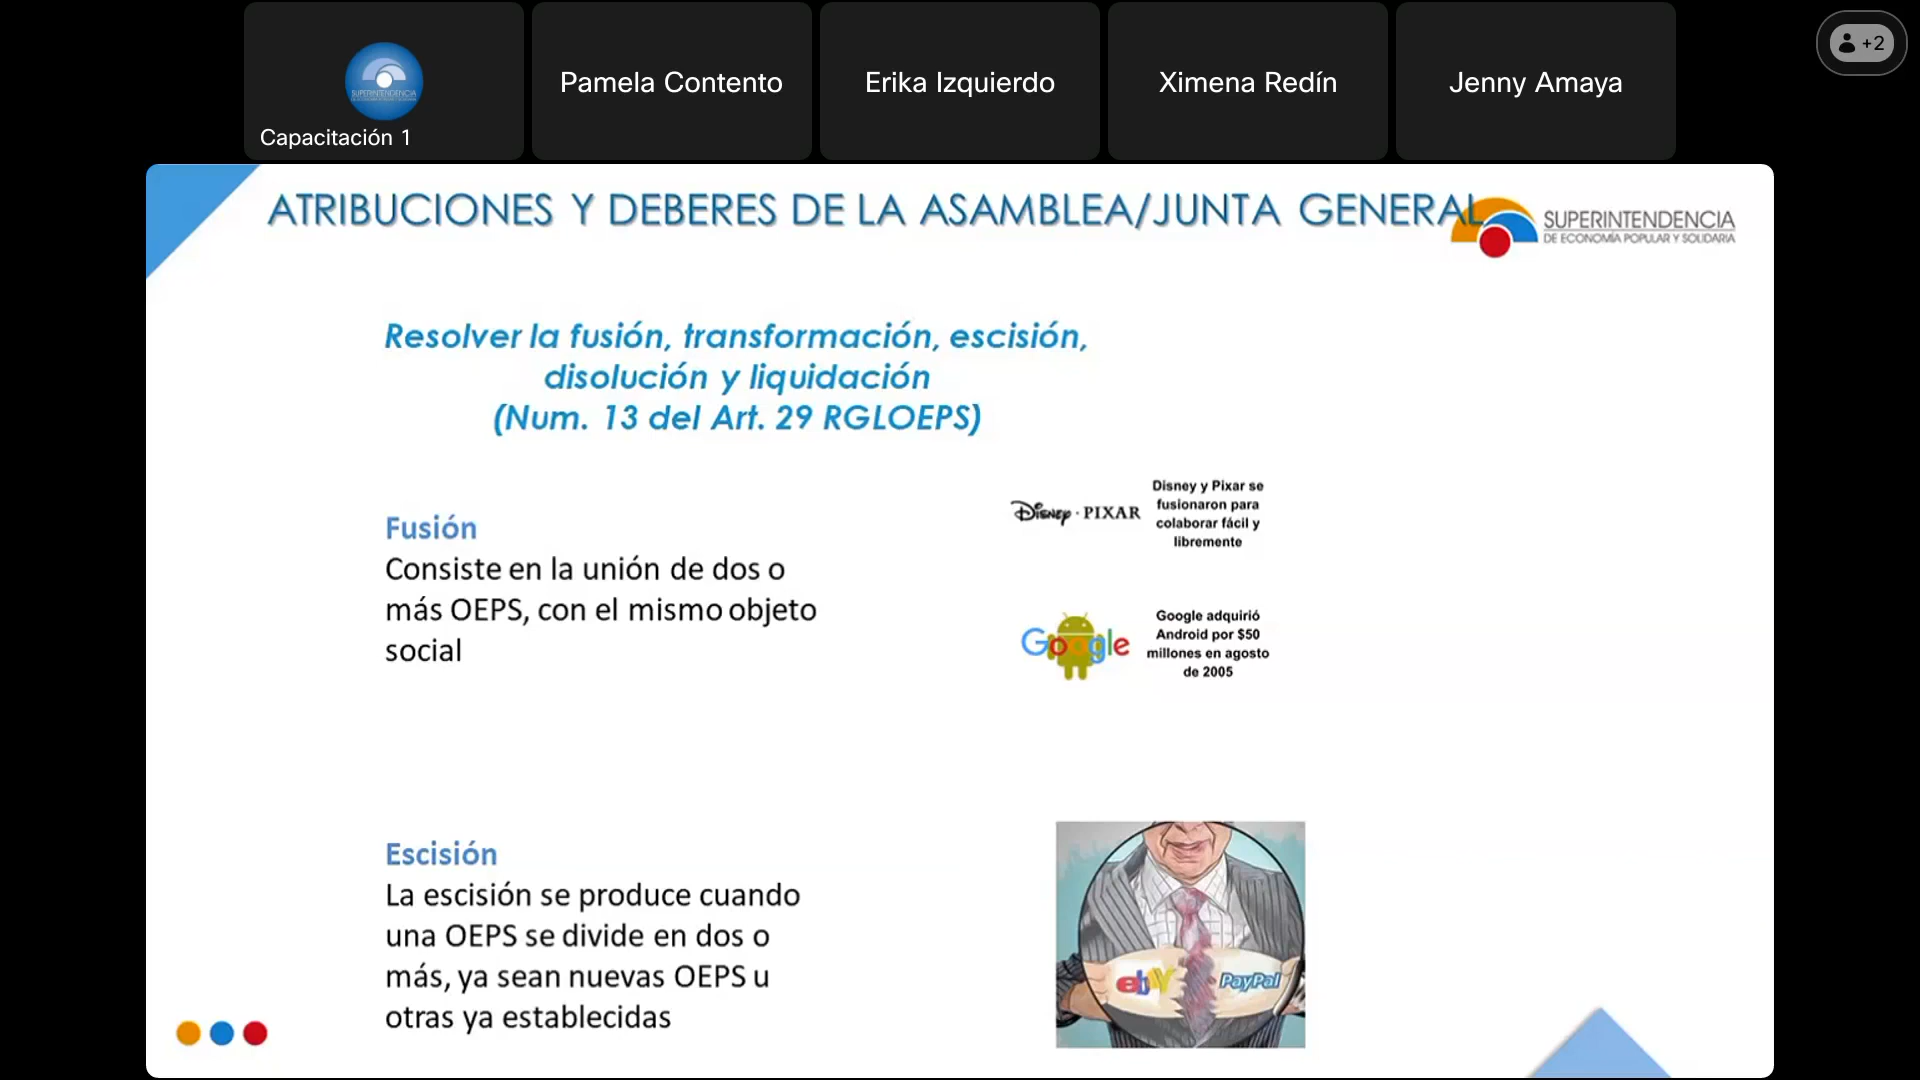 +2
SUPERINTENDENCIA
Capacitación 1
Pamela Contento
Erika Izquierdo
Ximena Redín
Jenny Amaya
ATRIBUCIONES Y DEBERES DE LA ASAMBLEA/JUNTA GENERAL
SUPERINTENDENCIA
DE ECONOMÍA POPULAR Y SOLIDARIA
Resolver la fusión, transformación, escisión,
disolución y liquidación
(Num. 13 del Art. 29 RGLOEPS)
Fusión
Consiste en la unión de dos o
más OEPS, con el mismo objeto
social
Disney · PIXAR
Disney y Pixar se
fusionaron para
colaborar fácil y
libremente
Google
Google adquirió
Android por $50
millones en agosto
de 2005
Escisión
La escisión se produce cuando
una OEPS se divide en dos o
más, ya sean nuevas OEPS u
otras ya establecidas
ebay
PayPal